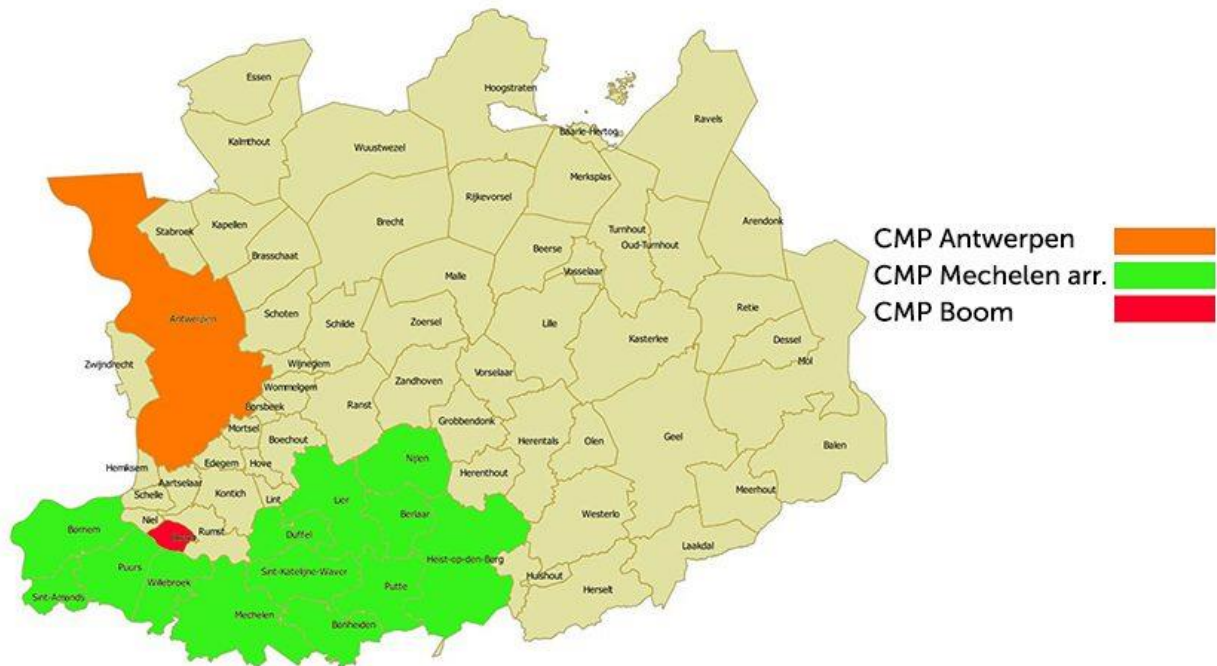 Essen
Hoogstraten
Ravels
Baarle-Hertog
Kalmthout
Wuustwezel
Merksplas
Rijkevorsel
Kapellen
Stabroek
Brecht
Arendonk
Turnhout
Oud-Turnhout
Beerse
Brasschaat
Vosselaar
Malle
CMP Antwerpen
CMP Mechelen arr.
CMP Boom
Retie
Schoten
Antwerpen
Schilde
Zoersel
Lille
Kasterlee
Dessel
Mol
Zwijndrecht
Wijnegem
Vorselaar
Zandhoven
Wommelgem
Borsbeek
Ranst
Grobbendonk
Mortsel
Boechout
Herentals
Olen
Geel
Balen
Hemiksem
Edegem
Hove
Nijlen
Herenthout
Aartselaar
Meerhout
Schelle
Kontich
Lint
Lier
Berlaar
Westerlo
Niel
Bornem
Rumst
Duffel
Laakdal
Heist-op-den-Berg
Puurs
Sint-Katelijne-Waver
Hulshout
Willebroek
Putte
Herselt
Sint-Amands
Mechelen
Bonheiden